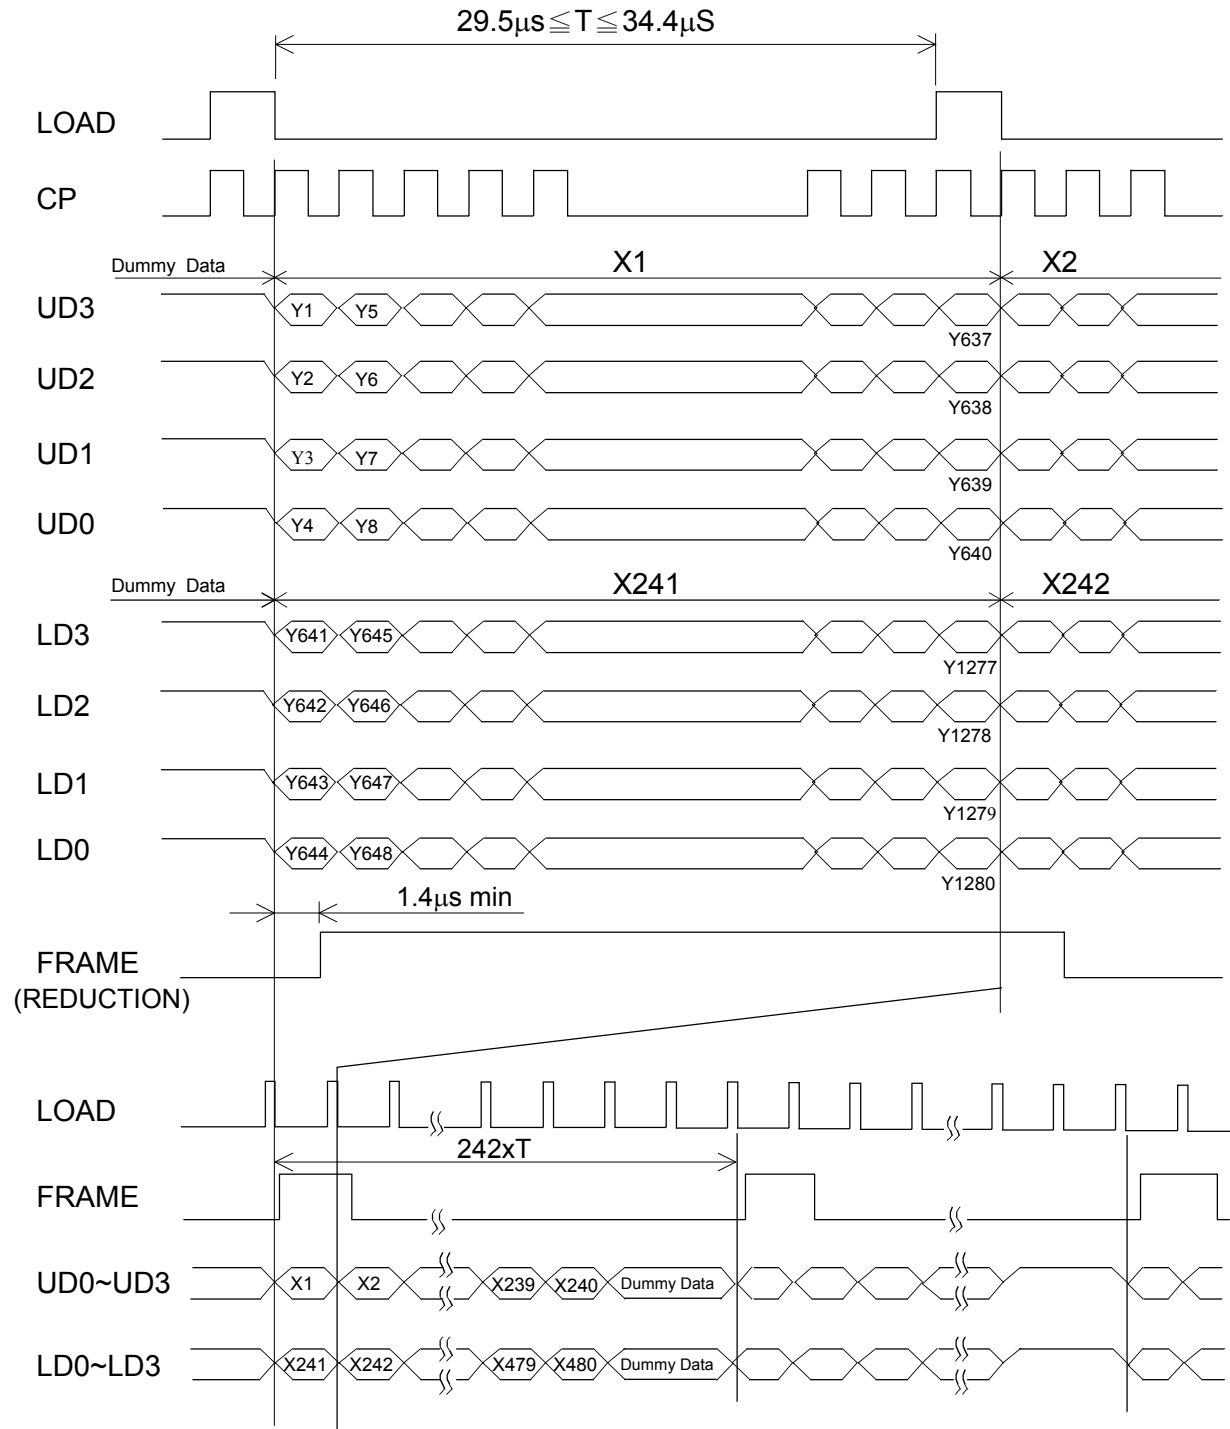 29.5μs≦T≦34.4μS
LOAD
CP
Dummy Data X1 X2
UD3 Y1 Y5 Y637
UD2 Y2 Y6 Y638
UD1 Y3 Y7 Y639
UD0 Y4 Y8 Y640
Dummy Data X241 X242
LD3 Y641 Y645 Y1277
LD2 Y642 Y646 Y1278
LD1 Y643 Y647 Y1279
LD0 Y644 Y648 Y1280
1.4μs min
FRAME
(REDUCTION)
LOAD
242xT
FRAME
UD0~UD3 X1 X2 X239 X240 Dummy Data
LD0~LD3 X241 X242 X479 X480 Dummy Data